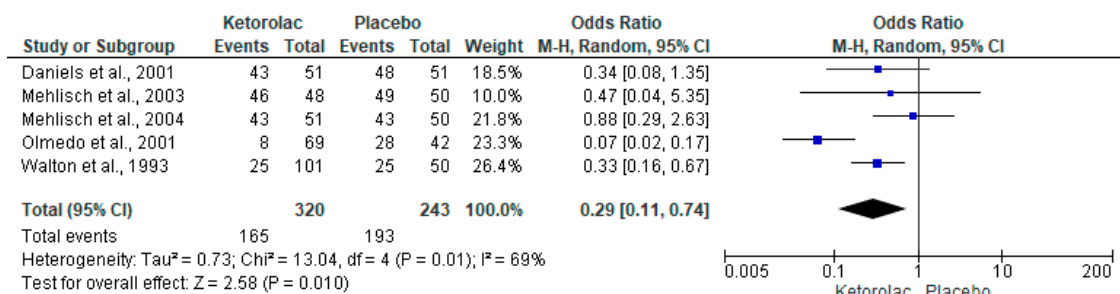 Ketorolac Placebo Odds Ratio Odds Ratio
Study or Subgroup Events Total Events Total Weight M-H, Random, 95% CI M-H, Random, 95% CI
Daniels et al., 2001 43 51 48 51 18.5% 0.34 [0.08, 1.35]
Mehlisch et al., 2003 46 48 49 50 10.0% 0.47 [0.04, 5.35]
Mehlisch et al., 2004 43 51 43 50 21.8% 0.88 [0.29, 2.63]
Olmedo et al., 2001 8 69 28 42 23.3% 0.07 [0.02, 0.17]
Walton et al., 1993 25 101 25 50 26.4% 0.33 [0.16, 0.67]
Total (95% CI) 320 243 100.0% 0.29 [0.11, 0.74]
Total events 165 193
Heterogeneity: Tau² = 0.73; Chi² = 13.04, df = 4 (P = 0.01); I² = 69%
Test for overall effect: Z = 2.58 (P = 0.010)
0.005 0.1 1 10 200
Ketorolac Placebo